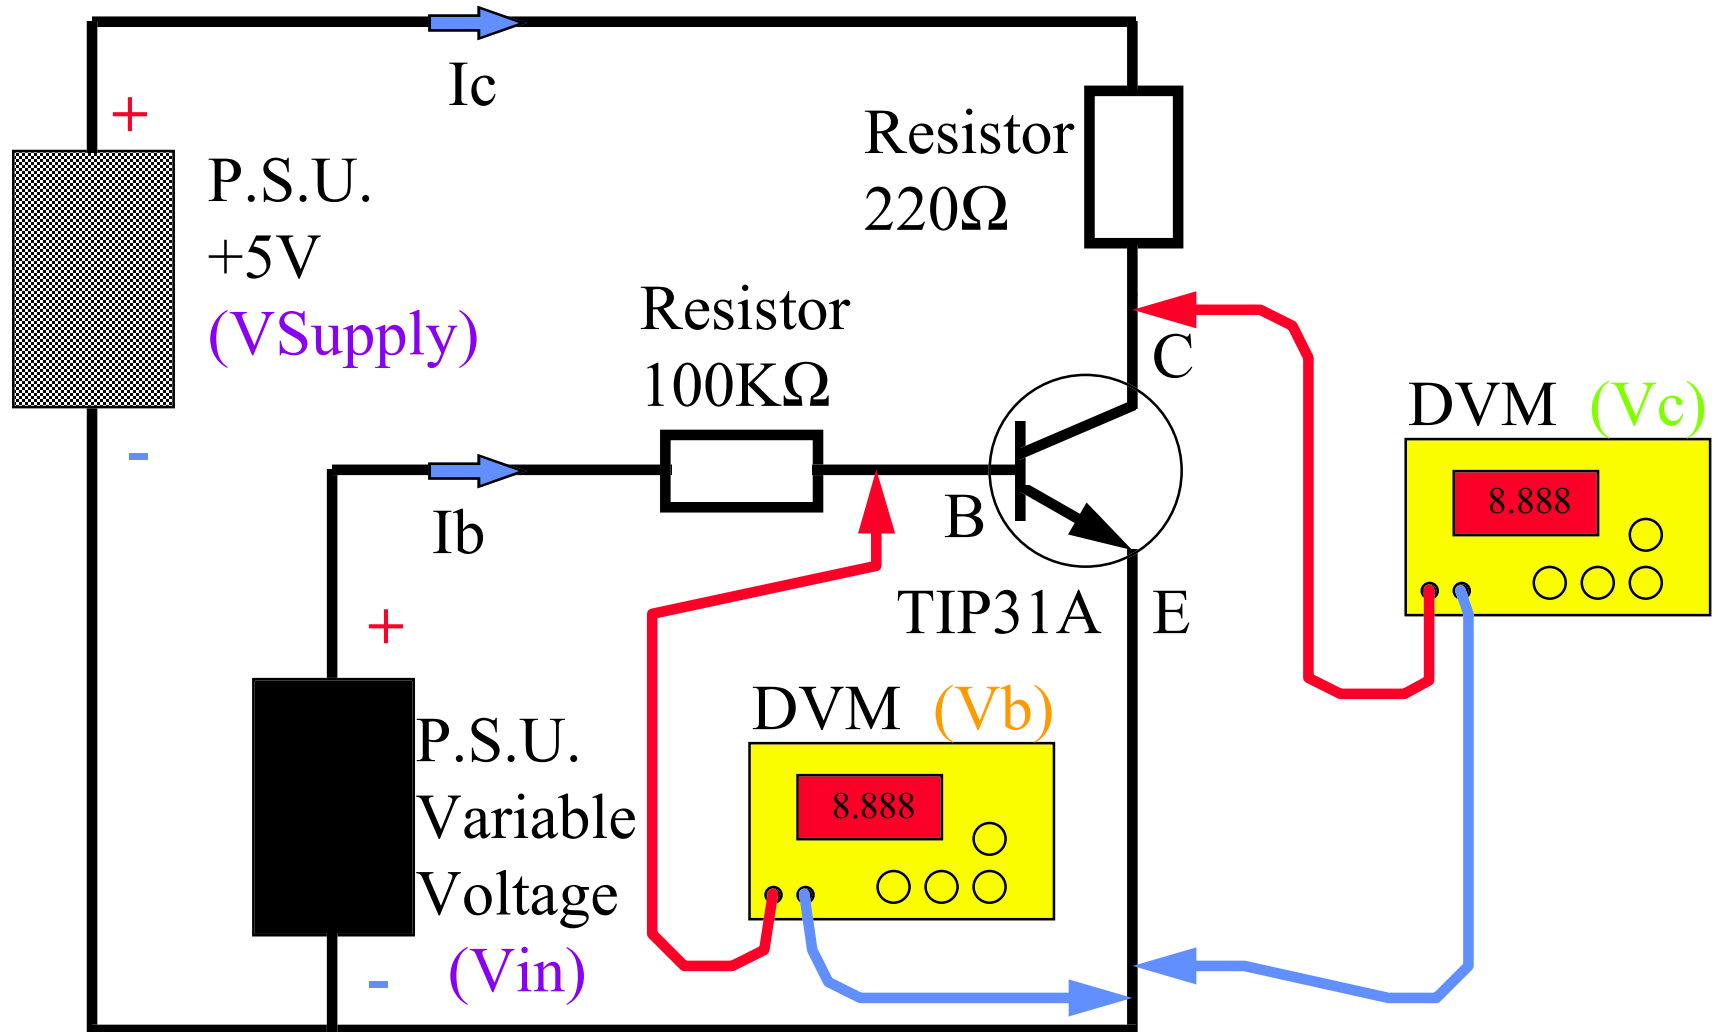 Ic
+
P.S.U.
+5V
(VSupply)
-
Resistor
220Ω
Resistor
100KΩ
C
DVM (Vc)
8.888
Ib
B
TIP31A
E
+
P.S.U.
Variable
Voltage
(Vin)
-
DVM (Vb)
8.888